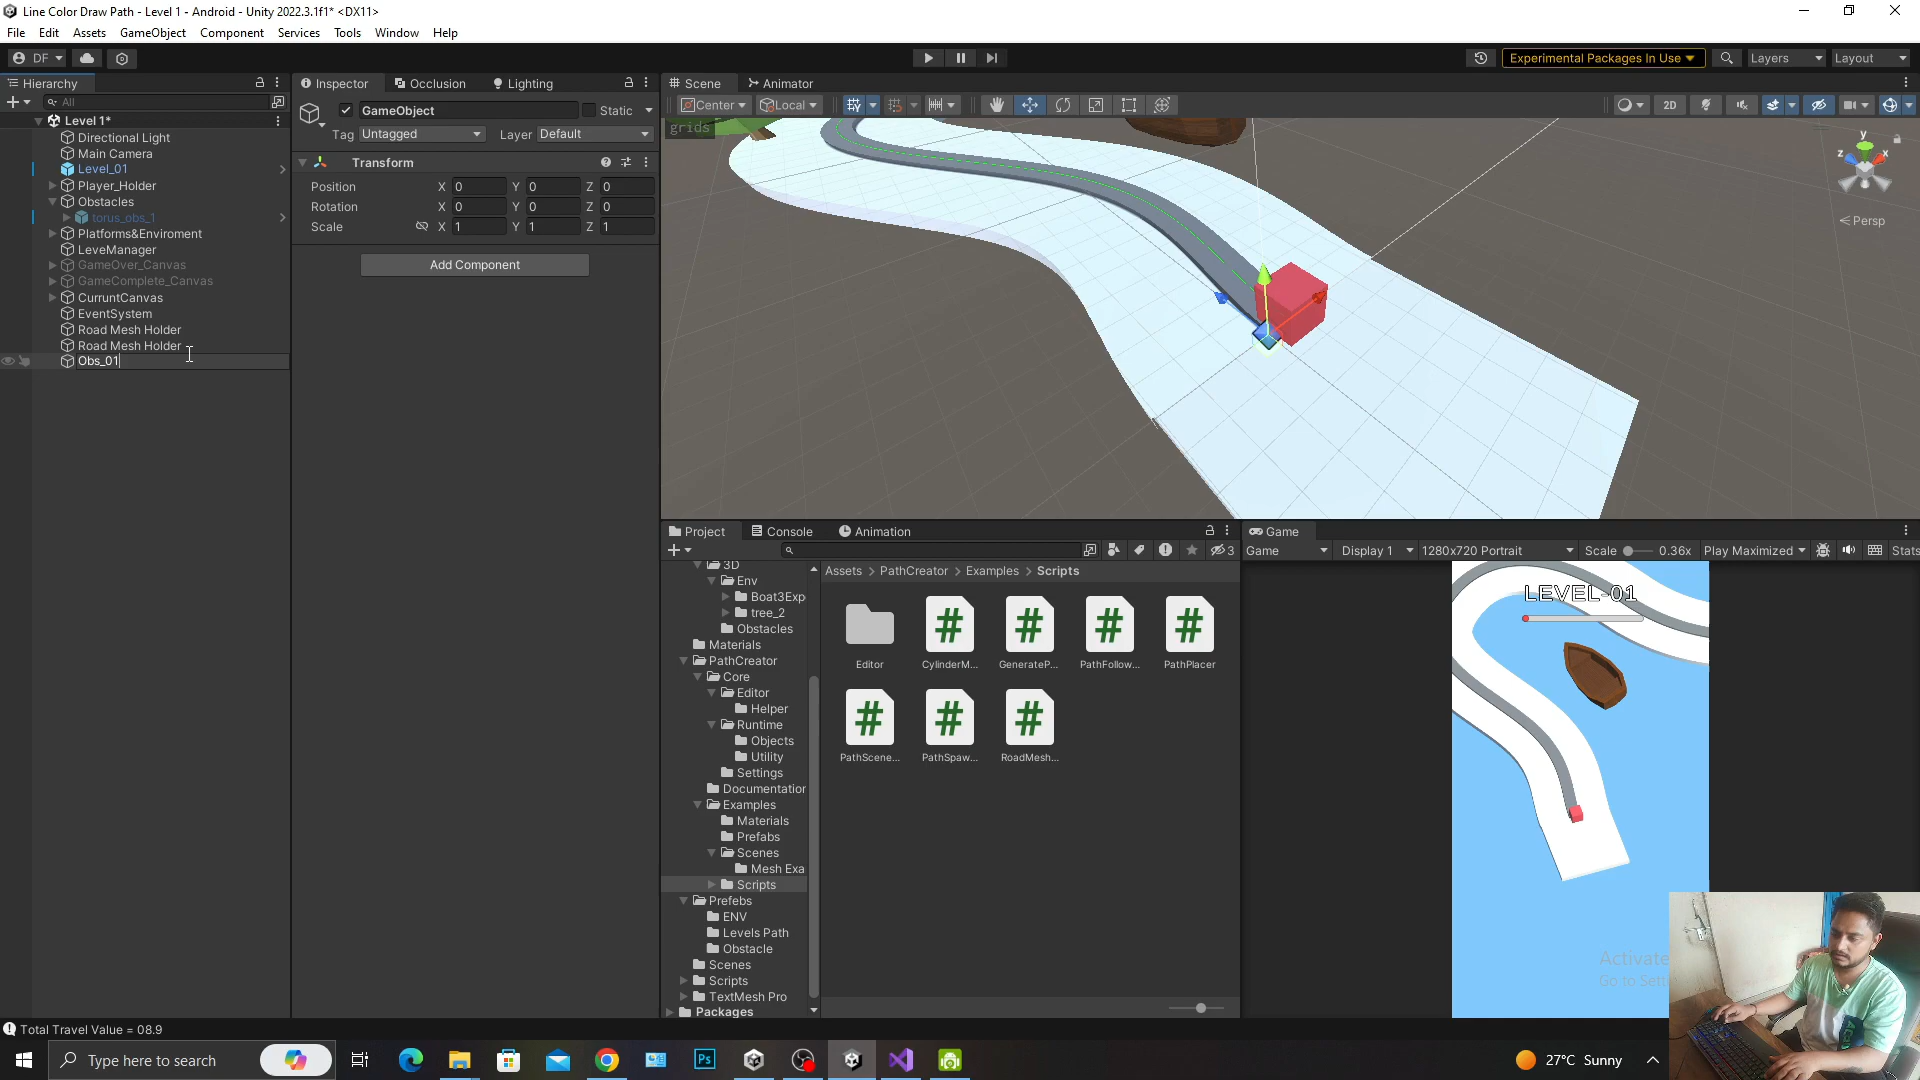 Line Color Draw Path - Level 1 - Android - Unity 2022.3.1f1* <DX11>
File Edit Assets GameObject Component Services Tools Window Help
DF
Experimental Packages In Use
Layers
Layout
Hierarchy
Inspector
Occlusion
Lighting
Scene
Animator
All
GameObject
Static
Center
Local
2D
Level 1*
Tag Untagged
Layer Default
grids
Directional Light
Main Camera
Level_01
Player_Holder
Obstacles
torus_obs_1
Platforms&Enviroment
LeveManager
GameOver_Canvas
GameComplete_Canvas
CurruntCanvas
EventSystem
Road Mesh Holder
Road Mesh Holder
Obs_01
Transform
Position X 0 Y 0 Z 0
Rotation X 0 Y 0 Z 0
Scale X 1 Y 1 Z 1
Add Component
y
z
x
Persp
Project
Console
Animation
3
3D
Env
Boat3Exp
tree_2
Obstacles
Materials
PathCreator
Core
Editor
Helper
Runtime
Objects
Utility
Settings
Documentation
Examples
Materials
Prefabs
Scenes
Mesh Exa
Scripts
Prefebs
ENV
Levels Path
Obstacle
Scenes
Scripts
TextMesh Pro
Packages
Assets > PathCreator > Examples > Scripts
Editor
CylinderM...
GenerateP...
PathFollow...
PathPlacer
PathScene...
PathSpaw...
RoadMesh...
Game
Game
Display 1
1280x720 Portrait
Scale
0.36x
Play Maximized
Stats
LEVEL-01
Activate
Go to Setti
Total Travel Value = 08.9
Type here to search
Ps
27°C Sunny